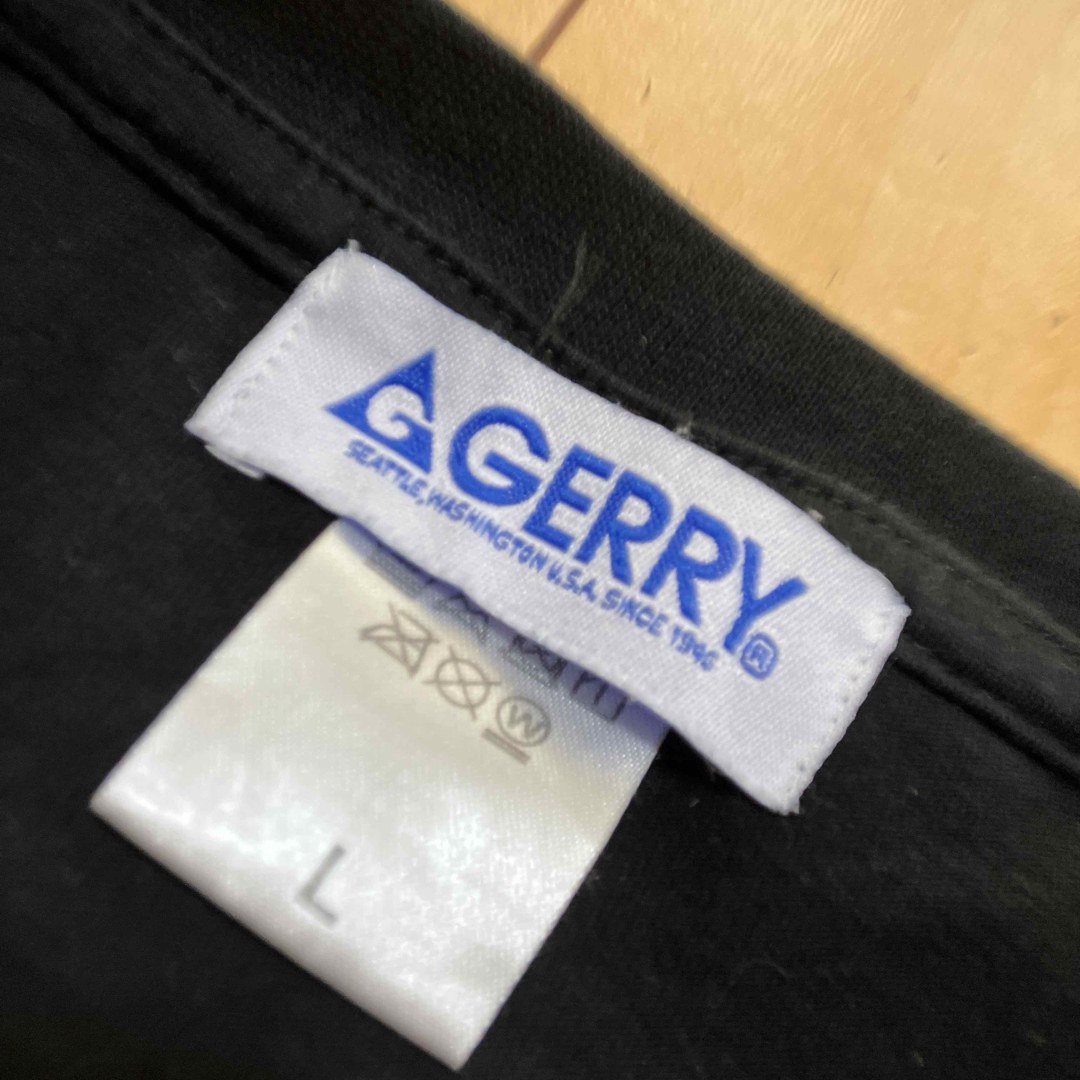 G GERRY®
SEATTLE, WASHINGTON U.S.A. SINCE 1946
W
L